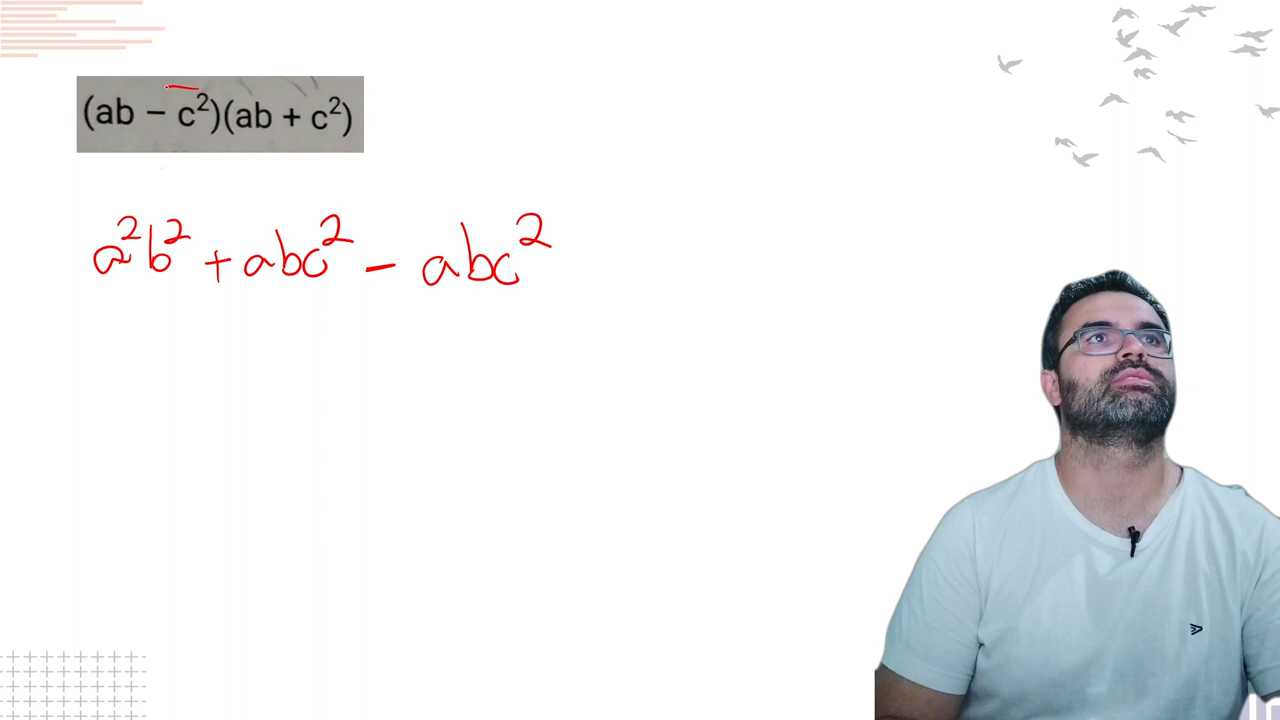 (ab − c²)(ab + c²)
a²b² + abc² − abc²